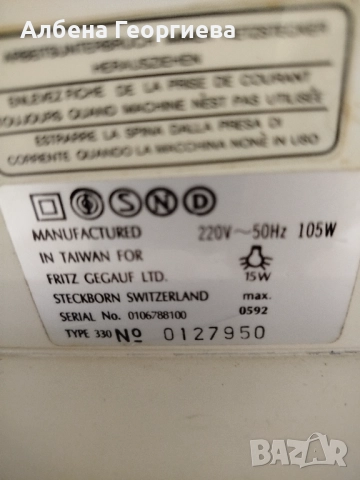 Албена Георгиева
HERAUSZIEHEN
ENLEVEZ FICHE DE LA PRISE DE COURANT
TOUJOURS QUAND MACHINE N'EST PAS UTILISÉE
ESTRAPPE LA SPINA DALLA PRESA DI
CORRENTE QUANDO LA MACCHINA NONÈ IN USO
S N D
MANUFACTURED 220V~50Hz 105W
IN TAIWAN FOR
FRITZ GEGAUF LTD. 15W
STECKBORN SWITZERLAND max.
SERIAL No. 0106788100 0592
TYPE 330 No 0127950
BAZAR